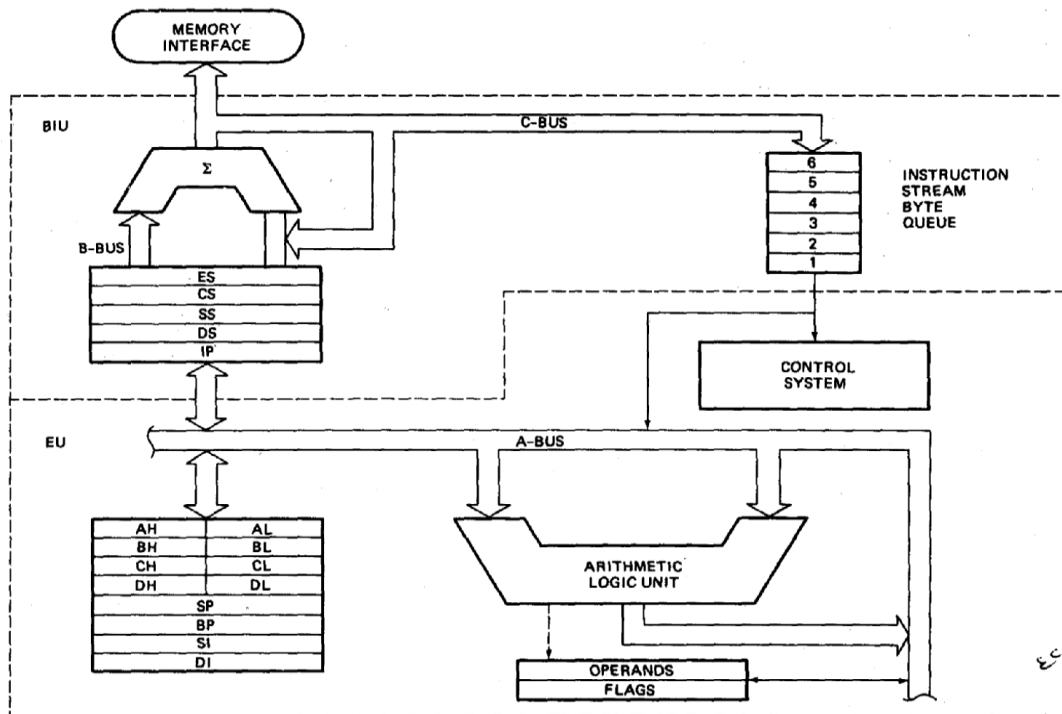 MEMORY
INTERFACE
BIU
C-BUS
Σ
B-BUS
6
5
4
3
2
1
INSTRUCTION
STREAM
BYTE
QUEUE
ES
CS
SS
DS
IP
CONTROL
SYSTEM
EU
A-BUS
AH AL
BH BL
CH CL
DH DL
SP
BP
SI
DI
ARITHMETIC
LOGIC UNIT
OPERANDS
FLAGS